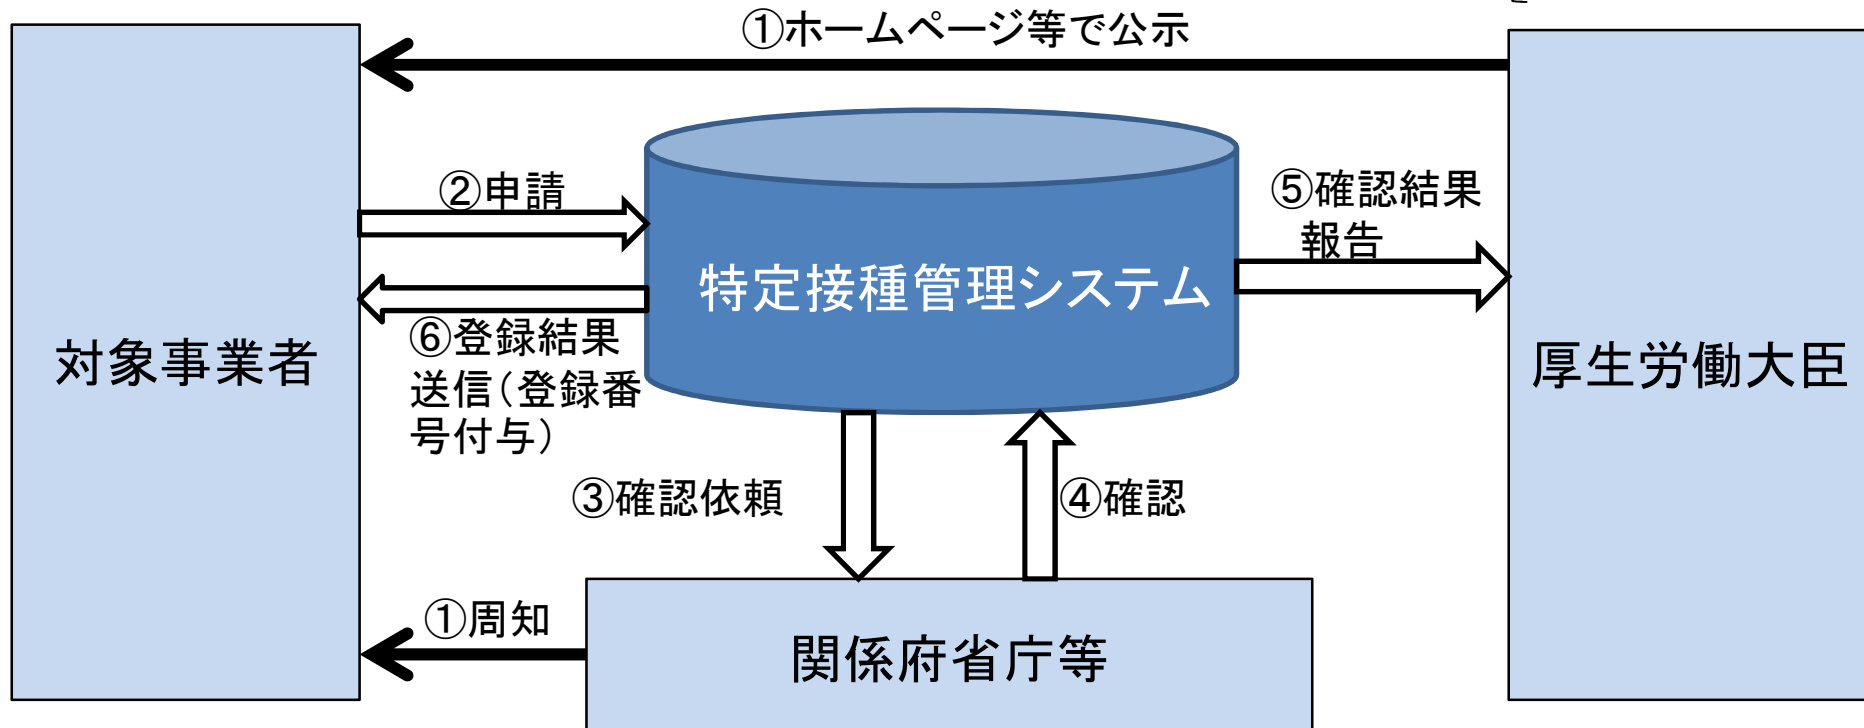 ①ホームページ等で公示
②申請
⑤確認結果
報告
特定接種管理システム
⑥登録結果
送信(登録番
号付与)
対象事業者
厚生労働大臣
③確認依頼
④確認
①周知
関係府省庁等